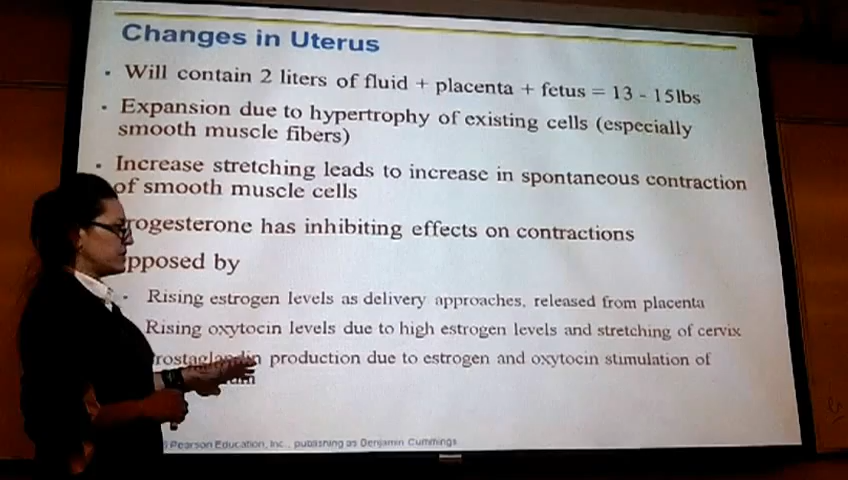 Changes in Uterus
• Will contain 2 liters of fluid + placenta + fetus = 13 - 15lbs
• Expansion due to hypertrophy of existing cells (especially
smooth muscle fibers)
• Increase stretching leads to increase in spontaneous contraction
of smooth muscle cells
rogesterone has inhibiting effects on contractions
pposed by
• Rising estrogen levels as delivery approaches, released from placenta
Rising oxytocin levels due to high estrogen levels and stretching of cervix
rostaglandin production due to estrogen and oxytocin stimulation of
Pearson Education, Inc., publishing as Benjamin Cummings